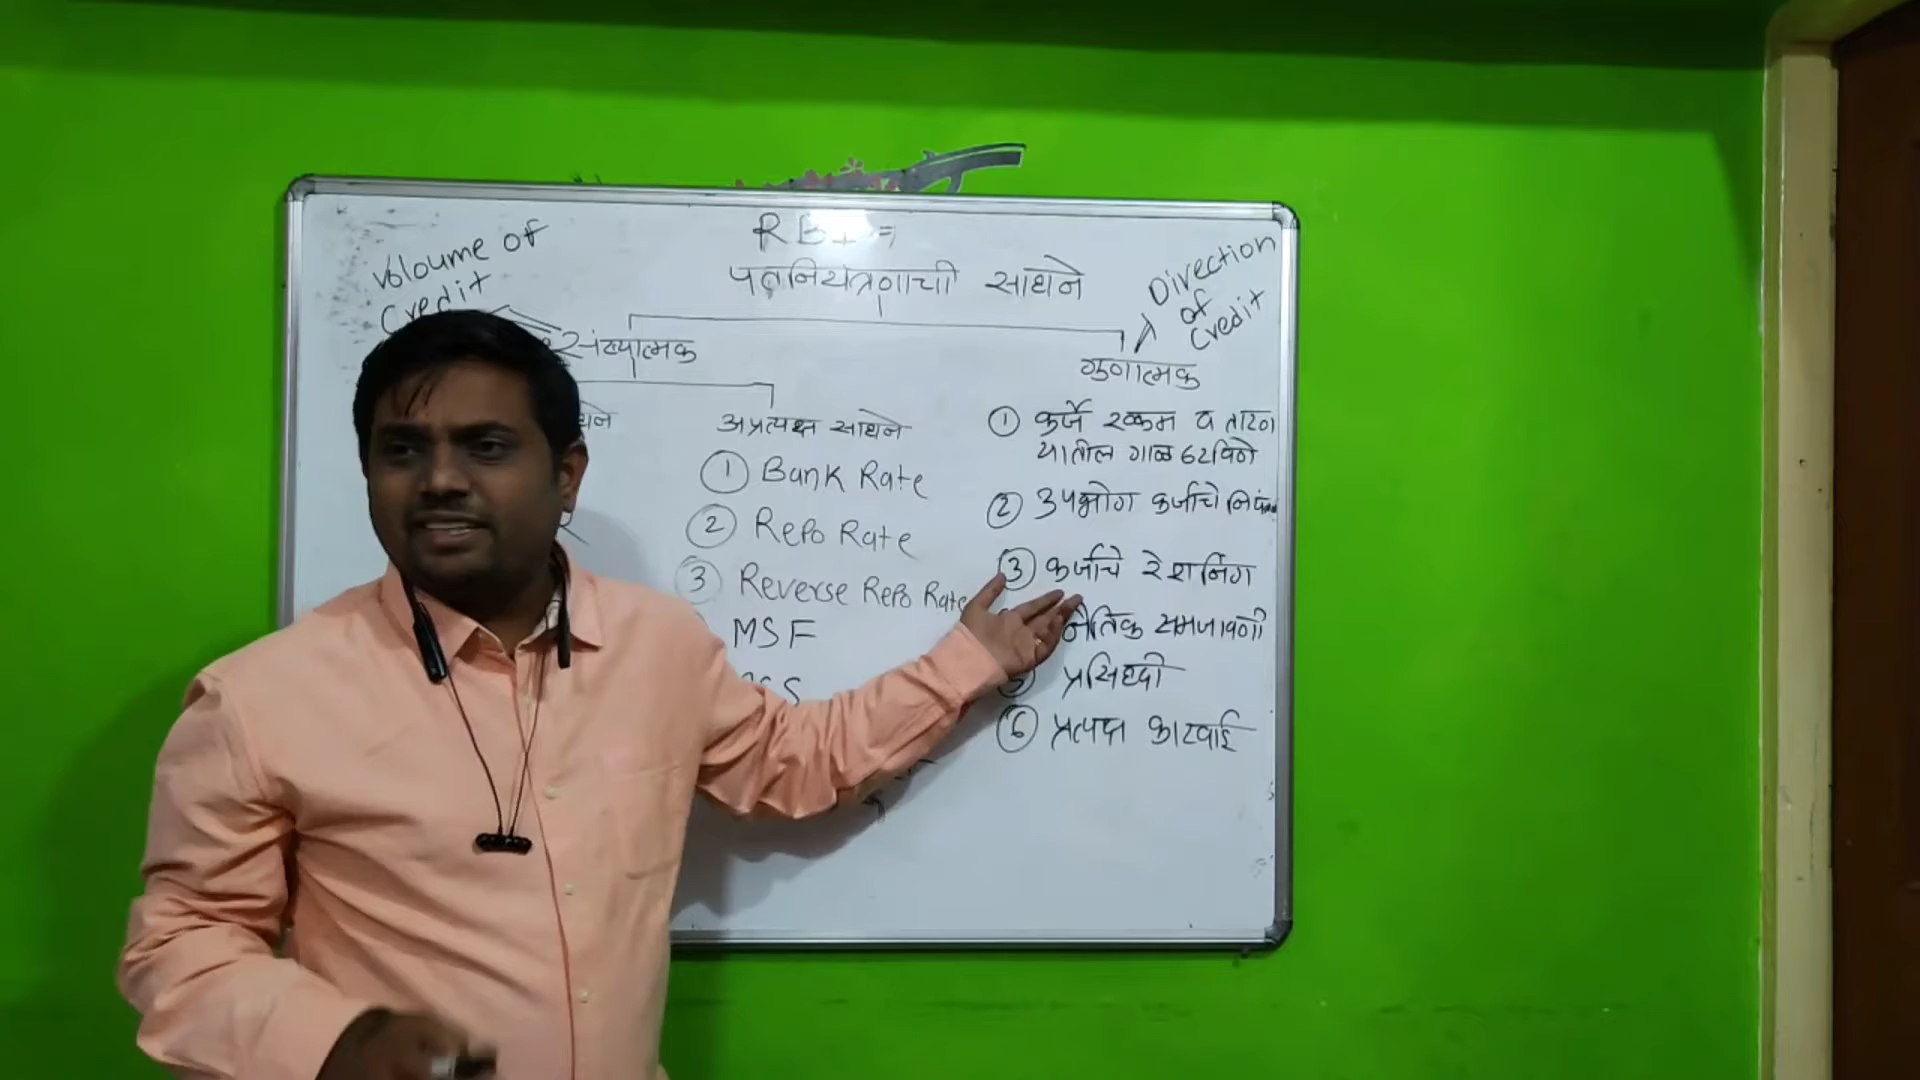 RBI =
पतनियंत्रणाची साधने
Voloume of
Credit
Direction
of
Credit
संख्यात्मक
गुणात्मक
अप्रत्यक्ष साधने
① Bank Rate
② Repo Rate
③ Reverse Repo Rate
MSF
① कर्ज रक्कम व तारण
यातील गाळा ठरविणे
② उपभोग कर्जाचे
③ कर्जाचे रेशनिंग
नैतिक समजावणी
प्रसिध्दी
⑥ प्रत्यक्ष कारवाई